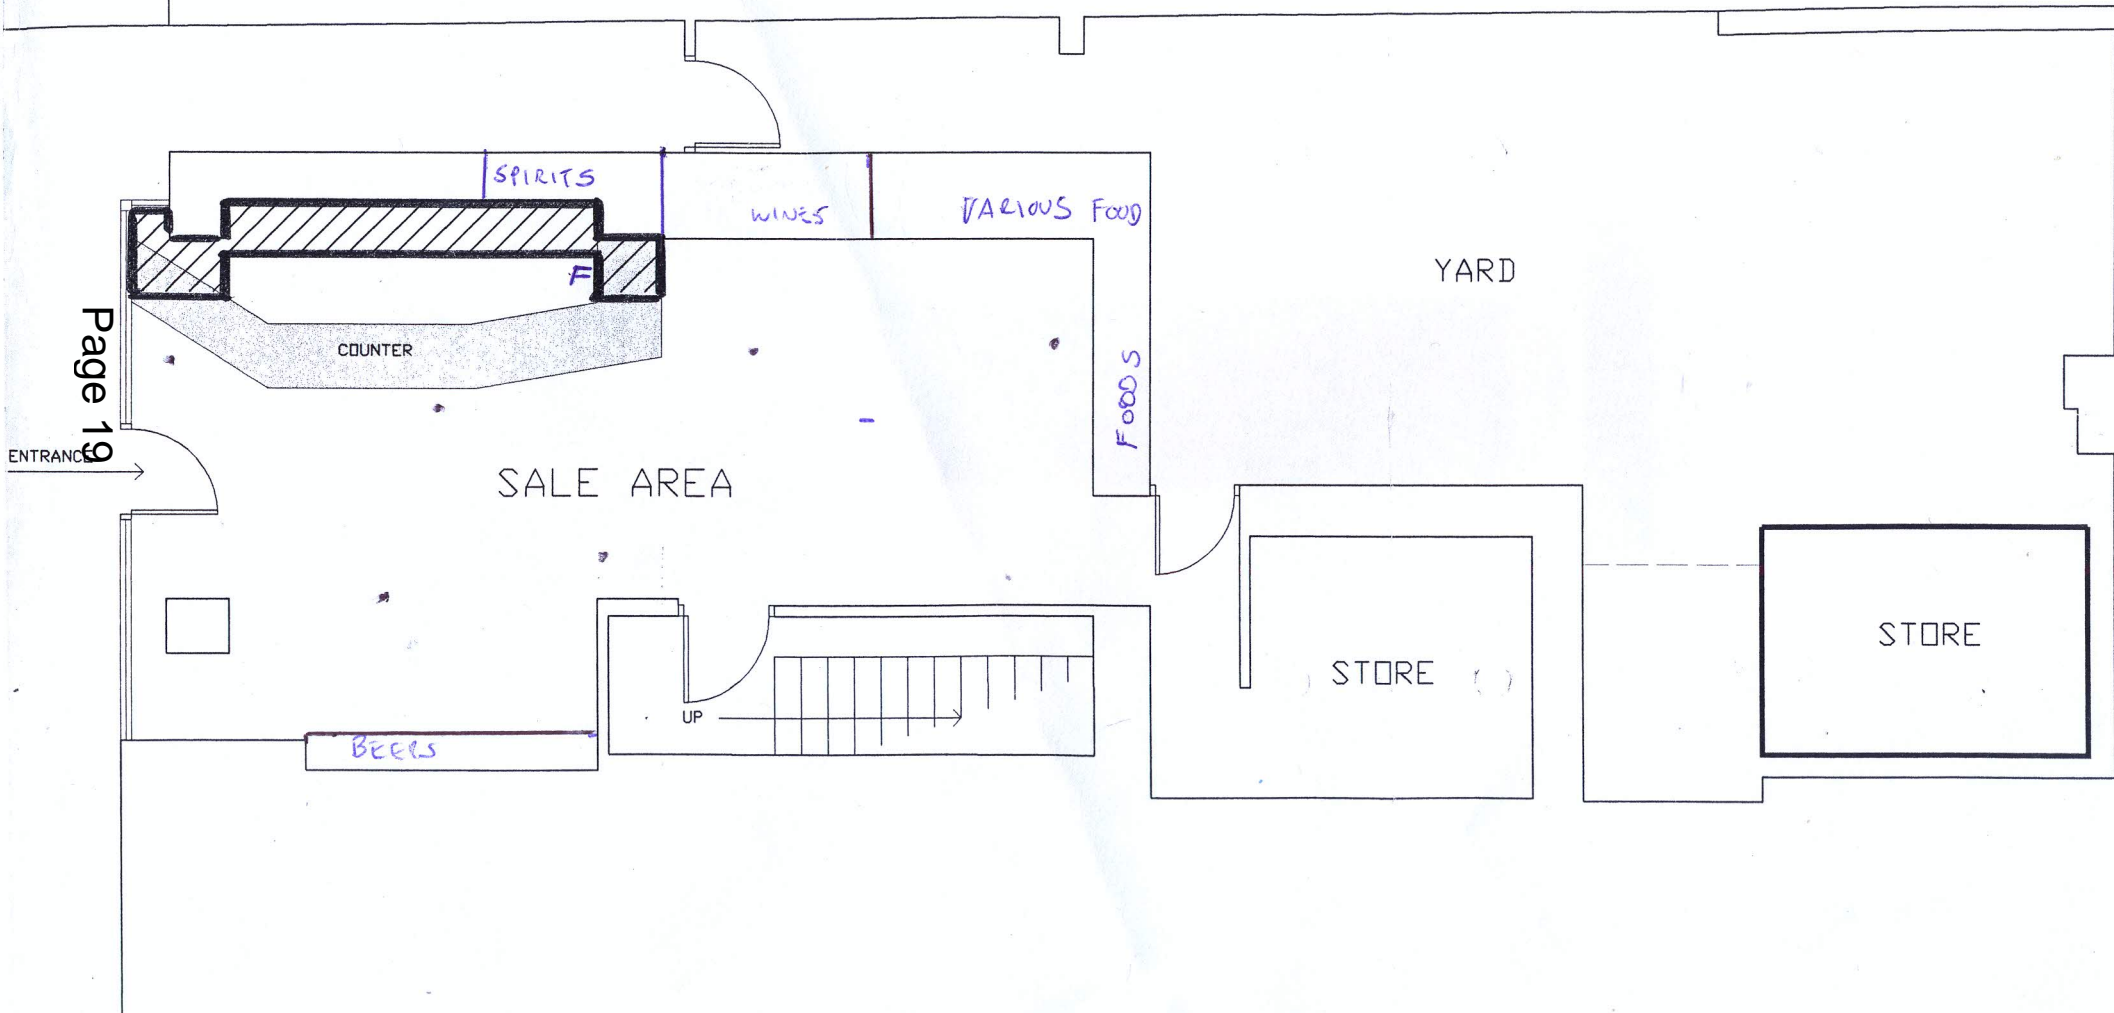 SPIRITS
WINES
VARIOUS FOOD
YARD
F
COUNTER
FOODS
Page 19
ENTRANCE
SALE AREA
STORE
STORE
UP
BEERS